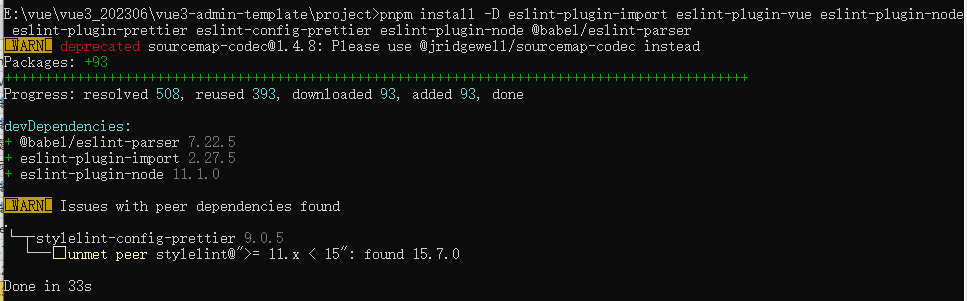 E:\vue\vue3_202306\vue3-admin-template\project>pnpm install -D eslint-plugin-import eslint-plugin-vue eslint-plugin-node
eslint-plugin-prettier eslint-config-prettier eslint-plugin-node @babel/eslint-parser
WARN deprecated sourcemap-codec@1.4.8: Please use @jridgewell/sourcemap-codec instead
Packages: +93
+++++++++++++++++++++++++++++++++++++++++++++++++++++++++++++++++++++++++++++++++++++++++++++
Progress: resolved 508, reused 393, downloaded 93, added 93, done
devDependencies:
+ @babel/eslint-parser 7.22.5
+ eslint-plugin-import 2.27.5
+ eslint-plugin-node 11.1.0
WARN Issues with peer dependencies found
.
└─┬ stylelint-config-prettier 9.0.5
└── unmet peer stylelint@">= 11.x < 15": found 15.7.0
Done in 33s